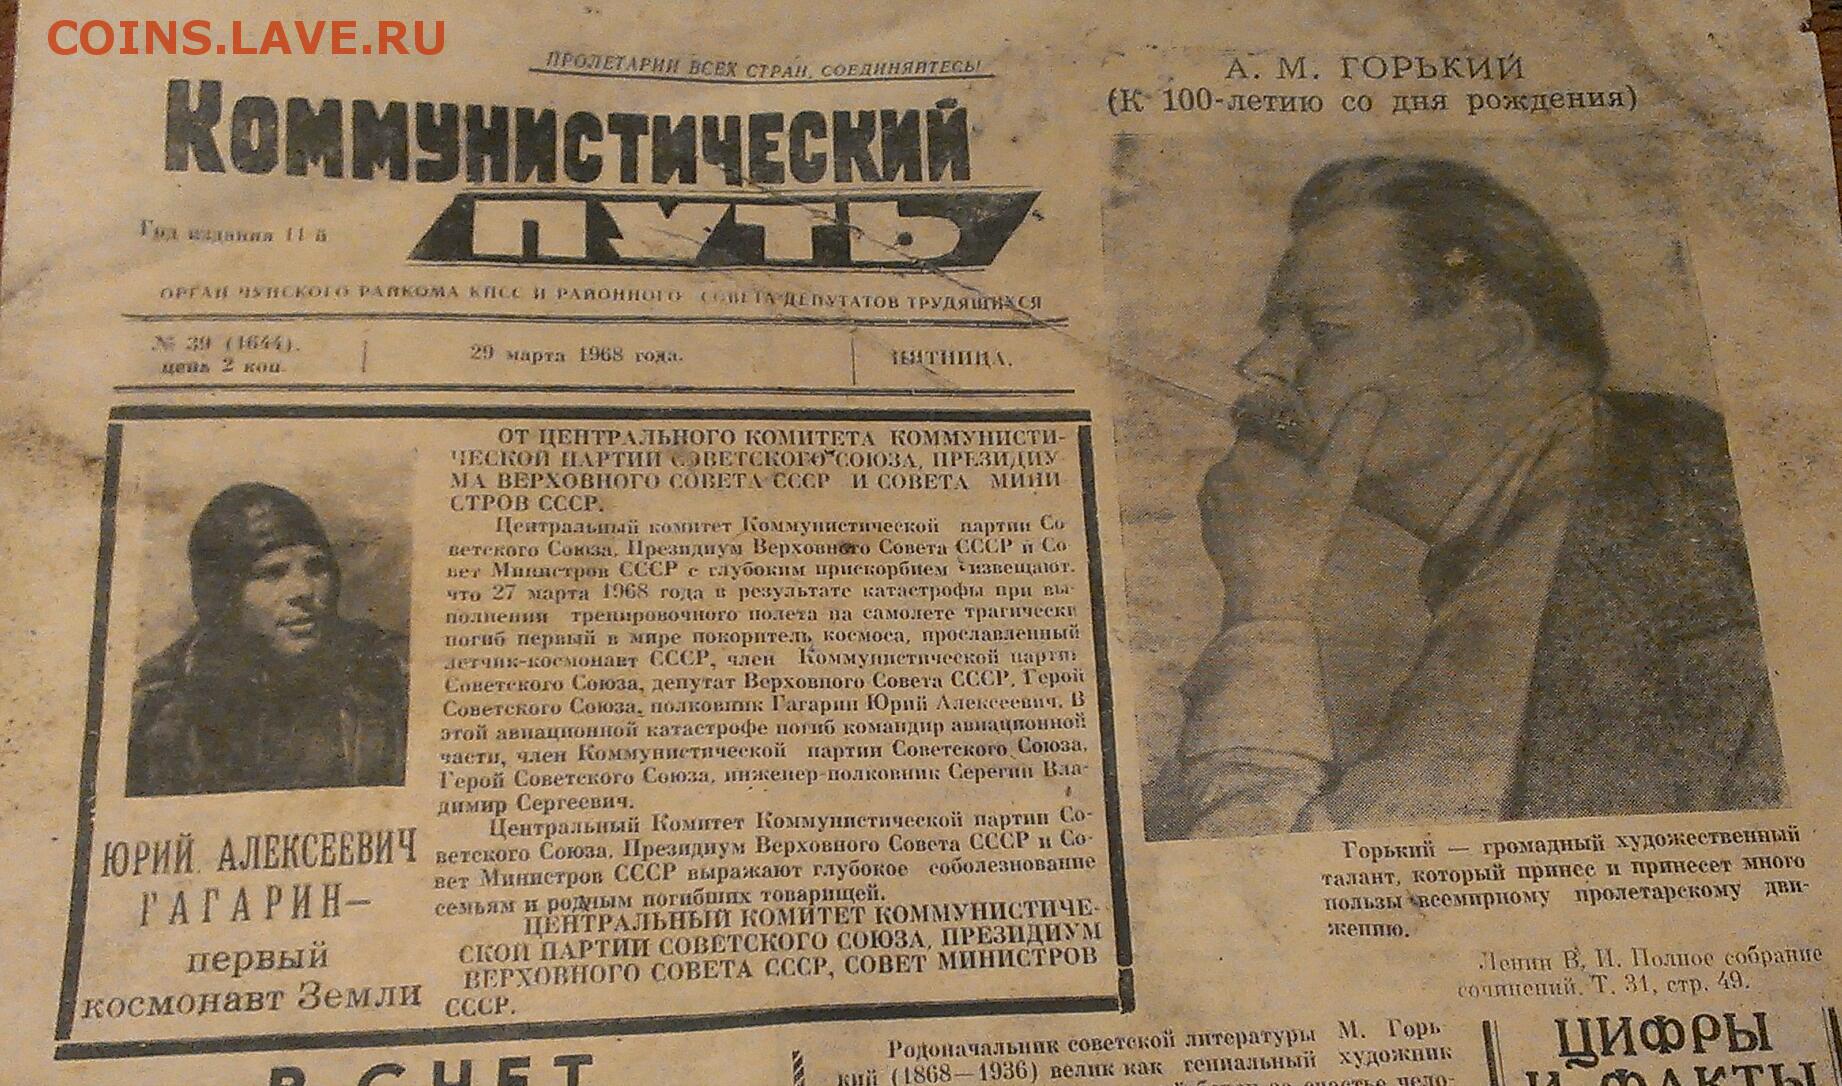 COINS.LAVE.RU
ПРОЛЕТАРИИ ВСЕХ СТРАН, СОЕДИНЯЙТЕСЬ!
КОММУНИСТИЧЕСКИЙ
ПУТЬ
Год издания 11-й
ОРГАН ЧУНСКОГО РАЙКОМА КПСС И РАЙОННОГО СОВЕТА ДЕПУТАТОВ ТРУДЯЩИХСЯ
№ 39 (1644).
цена 2 коп.
29 марта 1968 года.
ПЯТНИЦА.
ОТ ЦЕНТРАЛЬНОГО КОМИТЕТА КОММУНИСТИ-
ЧЕСКОЙ ПАРТИИ СОВЕТСКОГО СОЮЗА, ПРЕЗИДИУ
МА ВЕРХОВНОГО СОВЕТА СССР И СОВЕТА МИНИ
СТРОВ СССР.
Центральный комитет Коммунистической партии Со
ветского Союза, Президиум Верховного Совета СССР и Со
вет Министров СССР с глубоким прискорбием извещают,
что 27 марта 1968 года в результате катастрофы при вы-
полнении тренировочного полета на самолете трагически
погиб первый в мире покоритель космоса, прославленный
летчик-космонавт СССР, член Коммунистической партии
Советского Союза, депутат Верховного Совета СССР, Герой
Советского Союза, полковник Гагарин Юрий Алексеевич. В
этой авиационной катастрофе погиб командир авиационной
части, член Коммунистической партии Советского Союза,
Герой Советского Союза, инженер-полковник Серегин Вла-
димир Сергеевич.
Центральный Комитет Коммунистической партии Со-
ветского Союза, Президиум Верховного Совета СССР и Со-
вет Министров СССР выражают глубокое соболезнование
семьям и родным погибших товарищей.
ЦЕНТРАЛЬНЫЙ КОМИТЕТ КОММУНИСТИЧЕ-
СКОЙ ПАРТИИ СОВЕТСКОГО СОЮЗА, ПРЕЗИДИУМ
ВЕРХОВНОГО СОВЕТА СССР, СОВЕТ МИНИСТРОВ
СССР.
ЮРИЙ АЛЕКСЕЕВИЧ
ГАГАРИН—
первый
космонавт Земли
А. М. ГОРЬКИЙ
(К 100-летию со дня рождения)
Горький — громадный художественный
талант, который принес и принесет много
пользы всемирному пролетарскому дви-
жению.
Ленин В. И. Полное собрание
сочинений. Т. 31, стр. 49.
В СЧЕТ
Родоначальник советской литературы М. Горь
кий (1868—1936) велик как гениальный художник
ЦИФРЫ
И ФАКТЫ